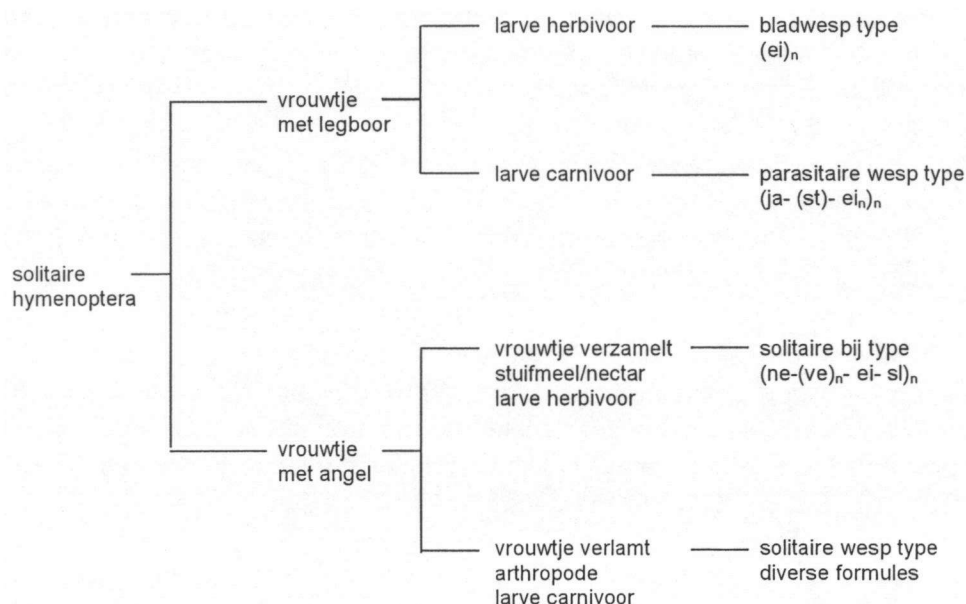 larve herbivoor
bladwesp type
(ei)ₙ
vrouwtje
met legboor
larve carnivoor
parasitaire wesp type
(ja- (st)- eiₙ)ₙ
solitaire
hymenoptera
vrouwtje verzamelt
stuifmeel/nectar
larve herbivoor
solitaire bij type
(ne-(ve)ₙ- ei- sl)ₙ
vrouwtje
met angel
vrouwtje verlamt
arthropode
larve carnivoor
solitaire wesp type
diverse formules